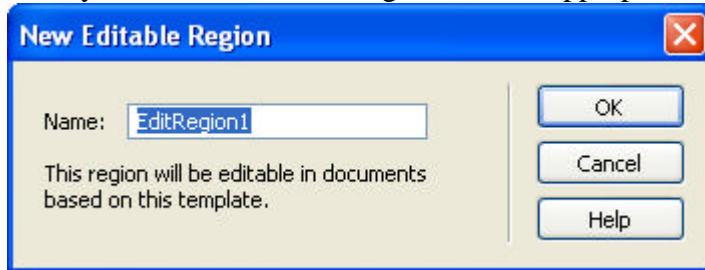 New Editable Region
Name: EditRegion1
This region will be editable in documents
based on this template.
OK
Cancel
Help